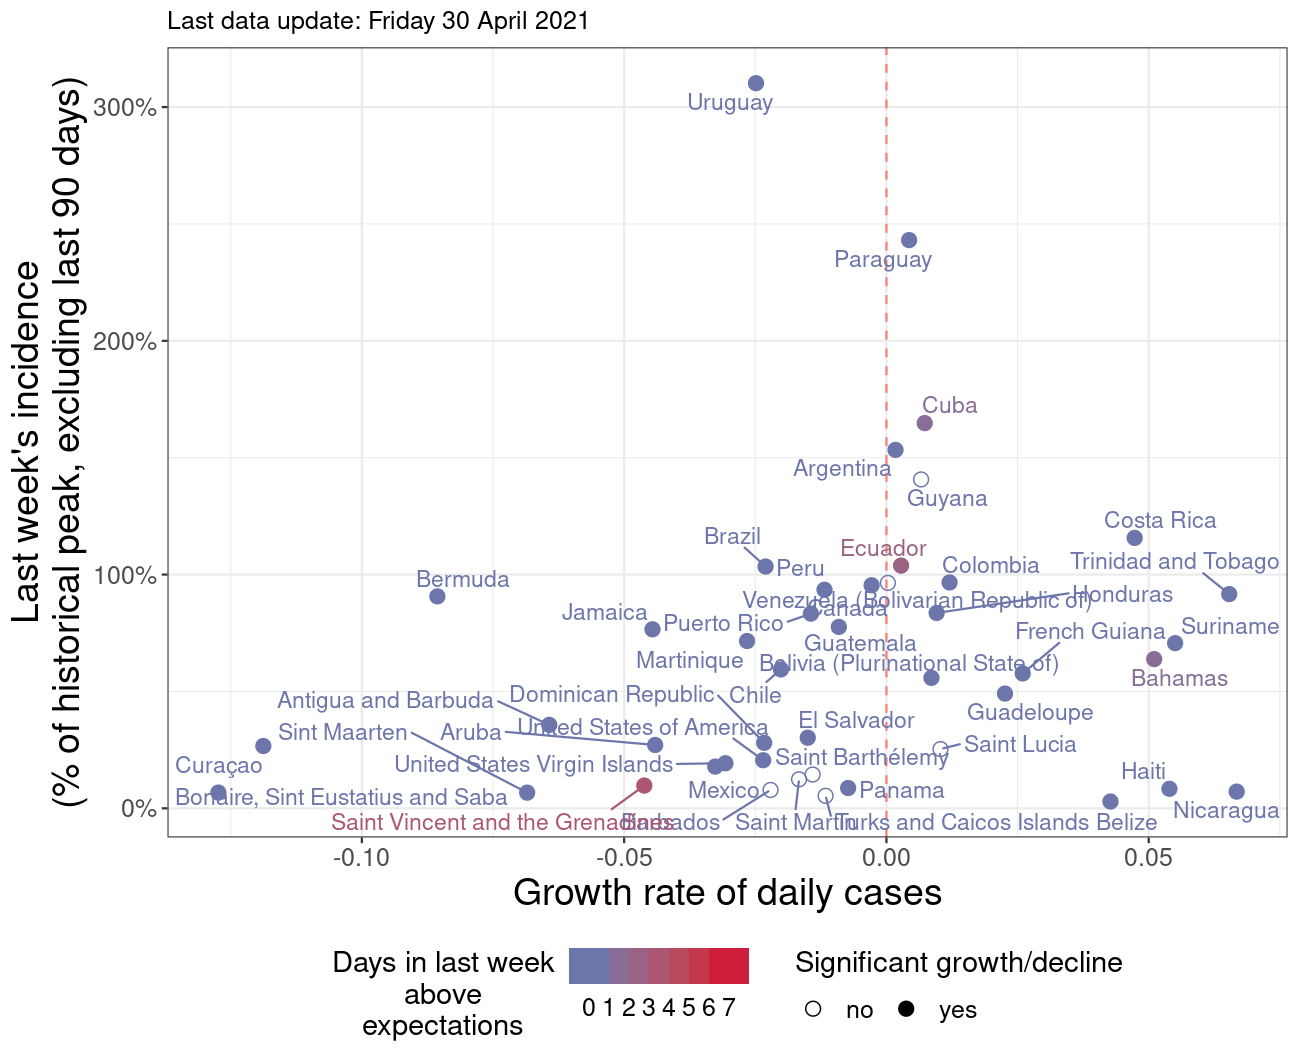 Last data update: Friday 30 April 2021
Last week's incidence
(% of historical peak, excluding last 90 days)
300%
200%
100%
0%
Uruguay
Paraguay
Cuba
Argentina
Guyana
Costa Rica
Brazil
Ecuador
Trinidad and Tobago
Peru
Colombia
Bermuda
Venezuela (Bolivarian Republic of)
Honduras
Canada
Jamaica
Puerto Rico
Suriname
French Guiana
Guatemala
Martinique
Bolivia (Plurinational State of)
Bahamas
Dominican Republic
Chile
Antigua and Barbuda
Guadeloupe
El Salvador
United States of America
Sint Maarten
Aruba
Saint Lucia
Saint Barthélemy
Curaçao
United States Virgin Islands
Haiti
Mexico
Panama
Bonaire, Sint Eustatius and Saba
Nicaragua
Saint Vincent and the Grenadines
Barbados
Saint Martin
Turks and Caicos Islands
Belize
-0.10
-0.05
0.00
0.05
Growth rate of daily cases
Days in last week
above
expectations
0 1 2 3 4 5 6 7
Significant growth/decline
no
yes